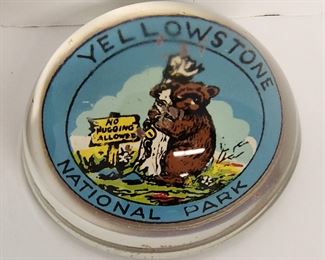 YELLOWSTONE
NO
HUGGING
ALLOWED
NATIONAL PARK